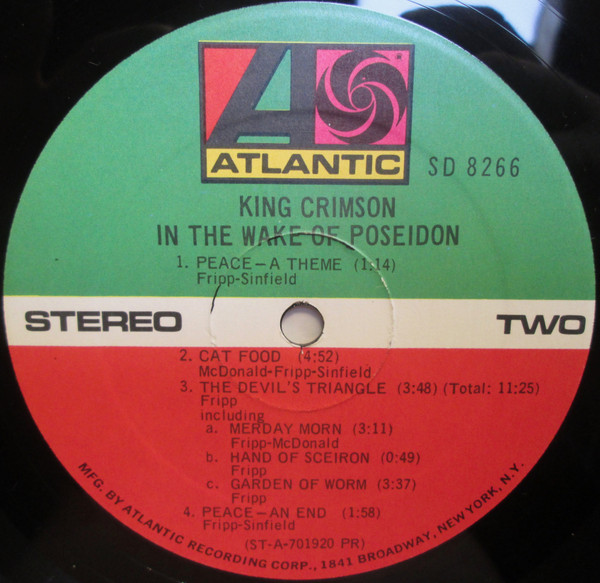 ATLANTIC
SD 8266
KING CRIMSON
IN THE WAKE OF POSEIDON
1. PEACE—A THEME (1:14)
Fripp-Sinfield
STEREO
TWO
2. CAT FOOD (4:52)
McDonald-Fripp-Sinfield
3. THE DEVIL'S TRIANGLE (3:48) (Total: 11:25)
Fripp
including
a. MERDAY MORN (3:11)
Fripp-McDonald
b. HAND OF SCEIRON (0:49)
Fripp
c. GARDEN OF WORM (3:37)
Fripp
4. PEACE—AN END (1:58)
Fripp-Sinfield
(ST-A-701920 PR)
MFG. BY ATLANTIC RECORDING CORP., 1841 BROADWAY, NEW YORK, N.Y.